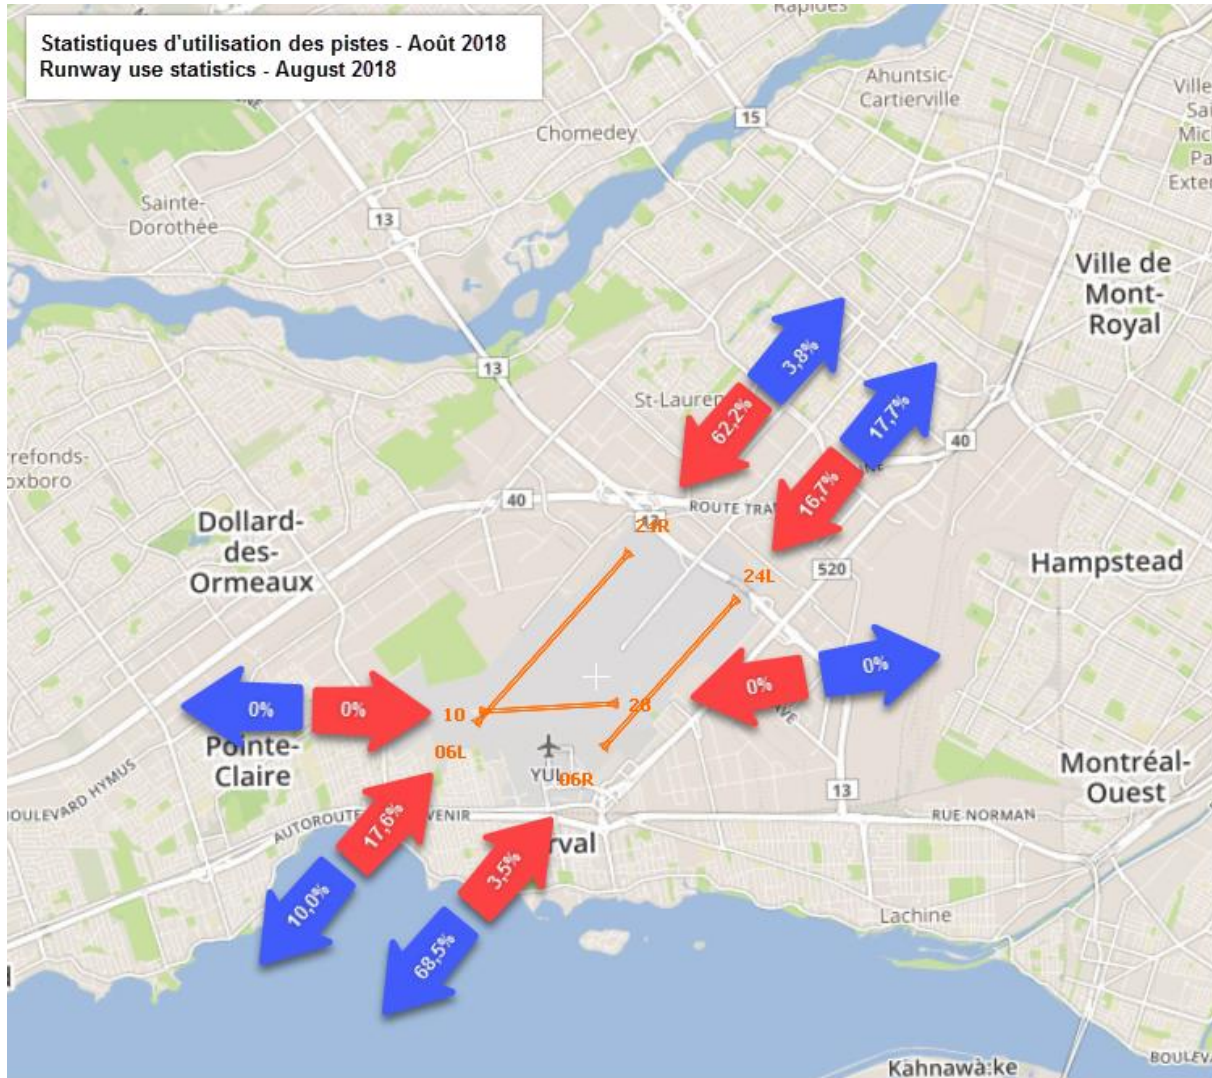 Statistiques d'utilisation des pistes - Août 2018
Runway use statistics - August 2018
Rapides
Ahuntsic-
Cartierville
Ville
15
Chomedey
Sainte-
Dorothée
13
Ville de
Mont-
Royal
3,8%
13
62,2%
17,7%
40
16,7%
40
ROUTE
Dollard-
des-
Ormeaux
13
24R
Hampstead
520
24L
0%
0%
0%
0%
10
28
06L
Pointe-
Claire
YUL
06R
Montréal-
Ouest
BOULEVARD HYMUS
13
17,6%
AUTOROUTE
RUE NORMAN
3,5%
10,0%
Lachine
68,5%
Kahnawà:ke